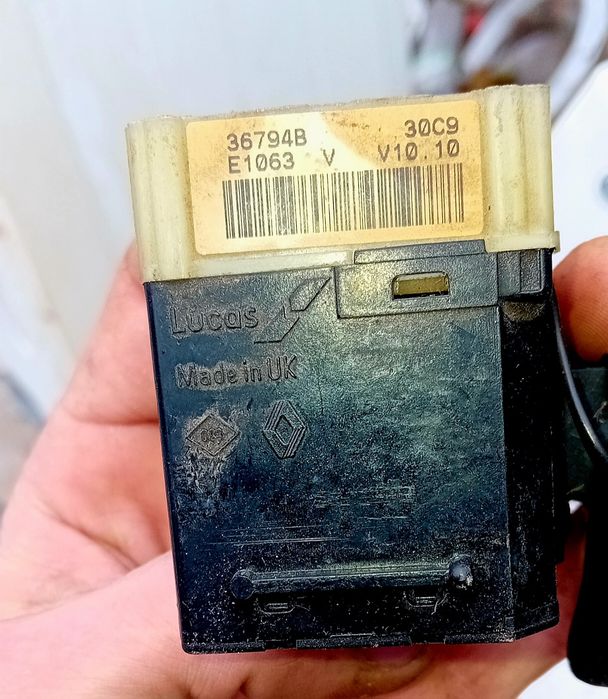 36794B 30C9
E1063 V V10.10
Lucas
Made in UK